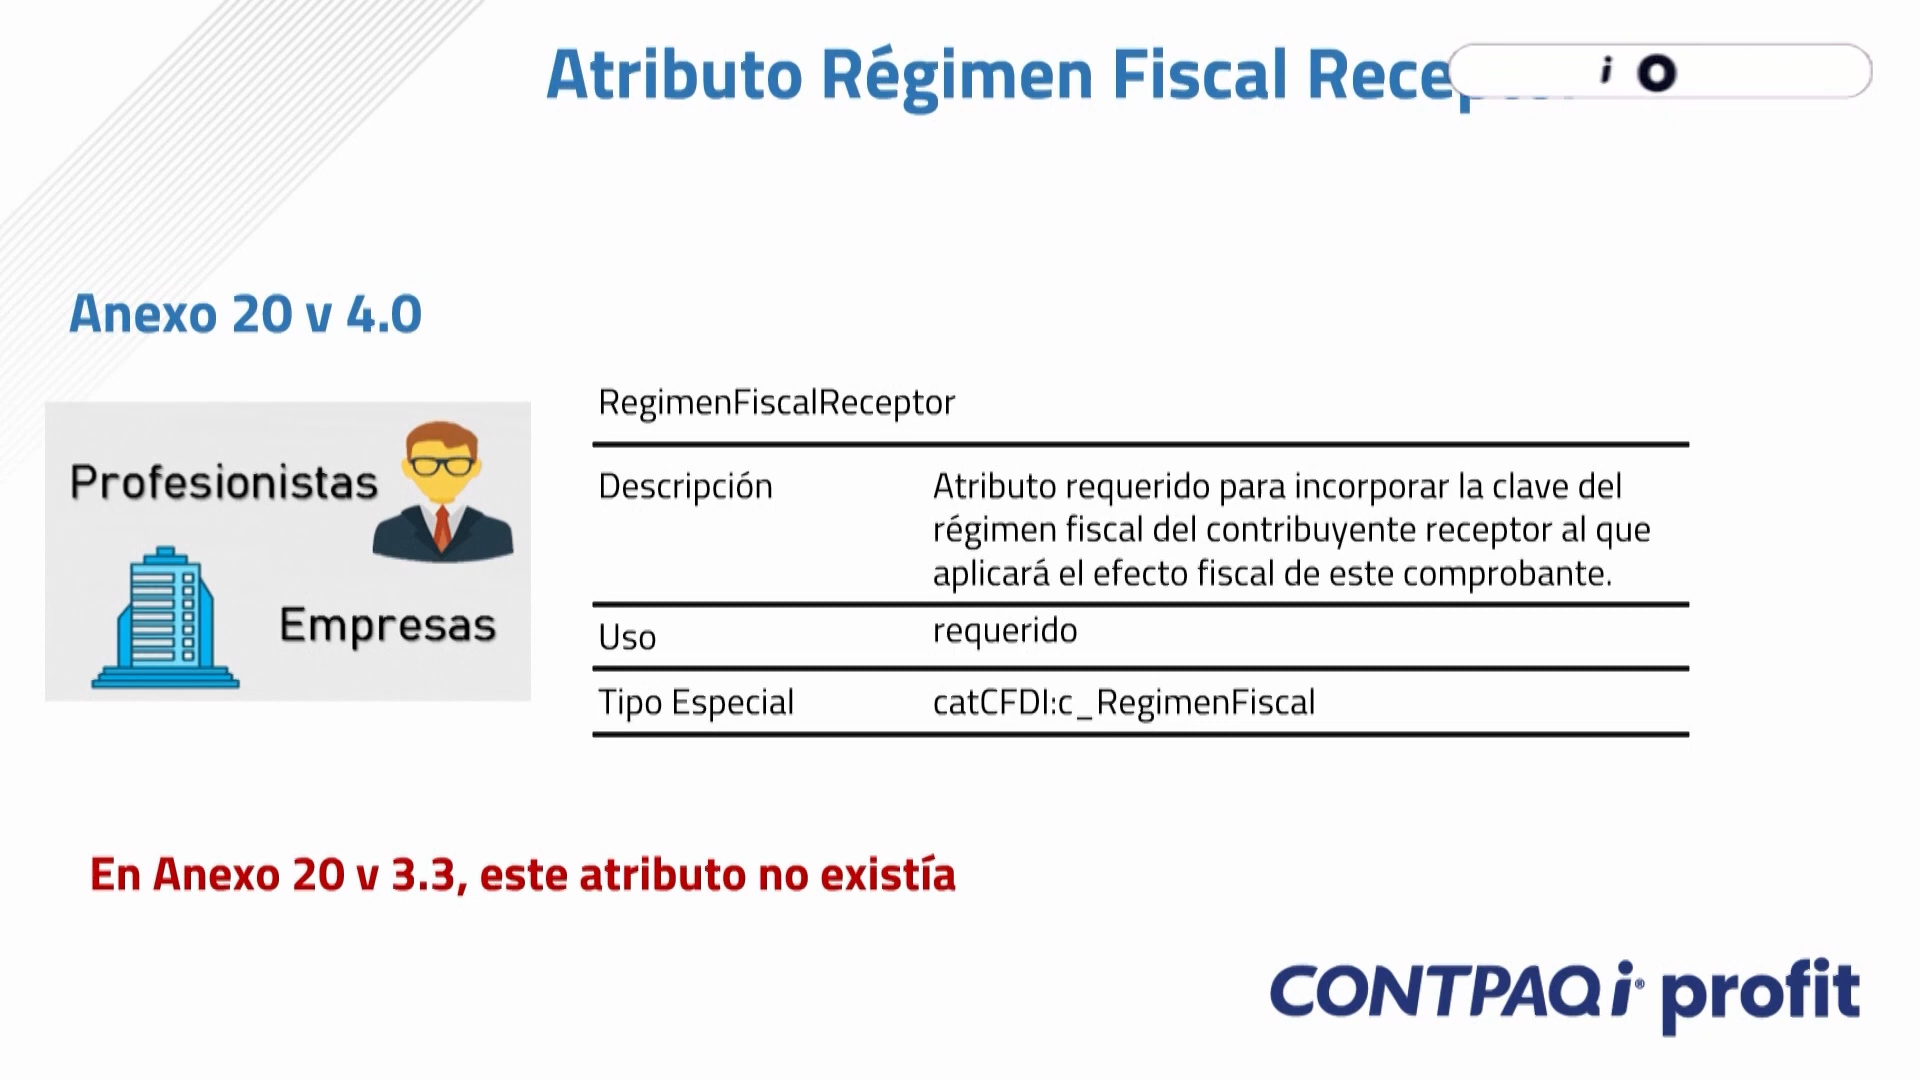 Atributo Régimen Fiscal
i O
Anexo 20 v 4.0
Profesionistas
Empresas
RegimenFiscalReceptor
Descripción Atributo requerido para incorporar la clave del
régimen fiscal del contribuyente receptor al que
aplicará el efecto fiscal de este comprobante.
Uso requerido
Tipo Especial catCFDI:c_RegimenFiscal
En Anexo 20 v 3.3, este atributo no existía
CONTPAQi® profit